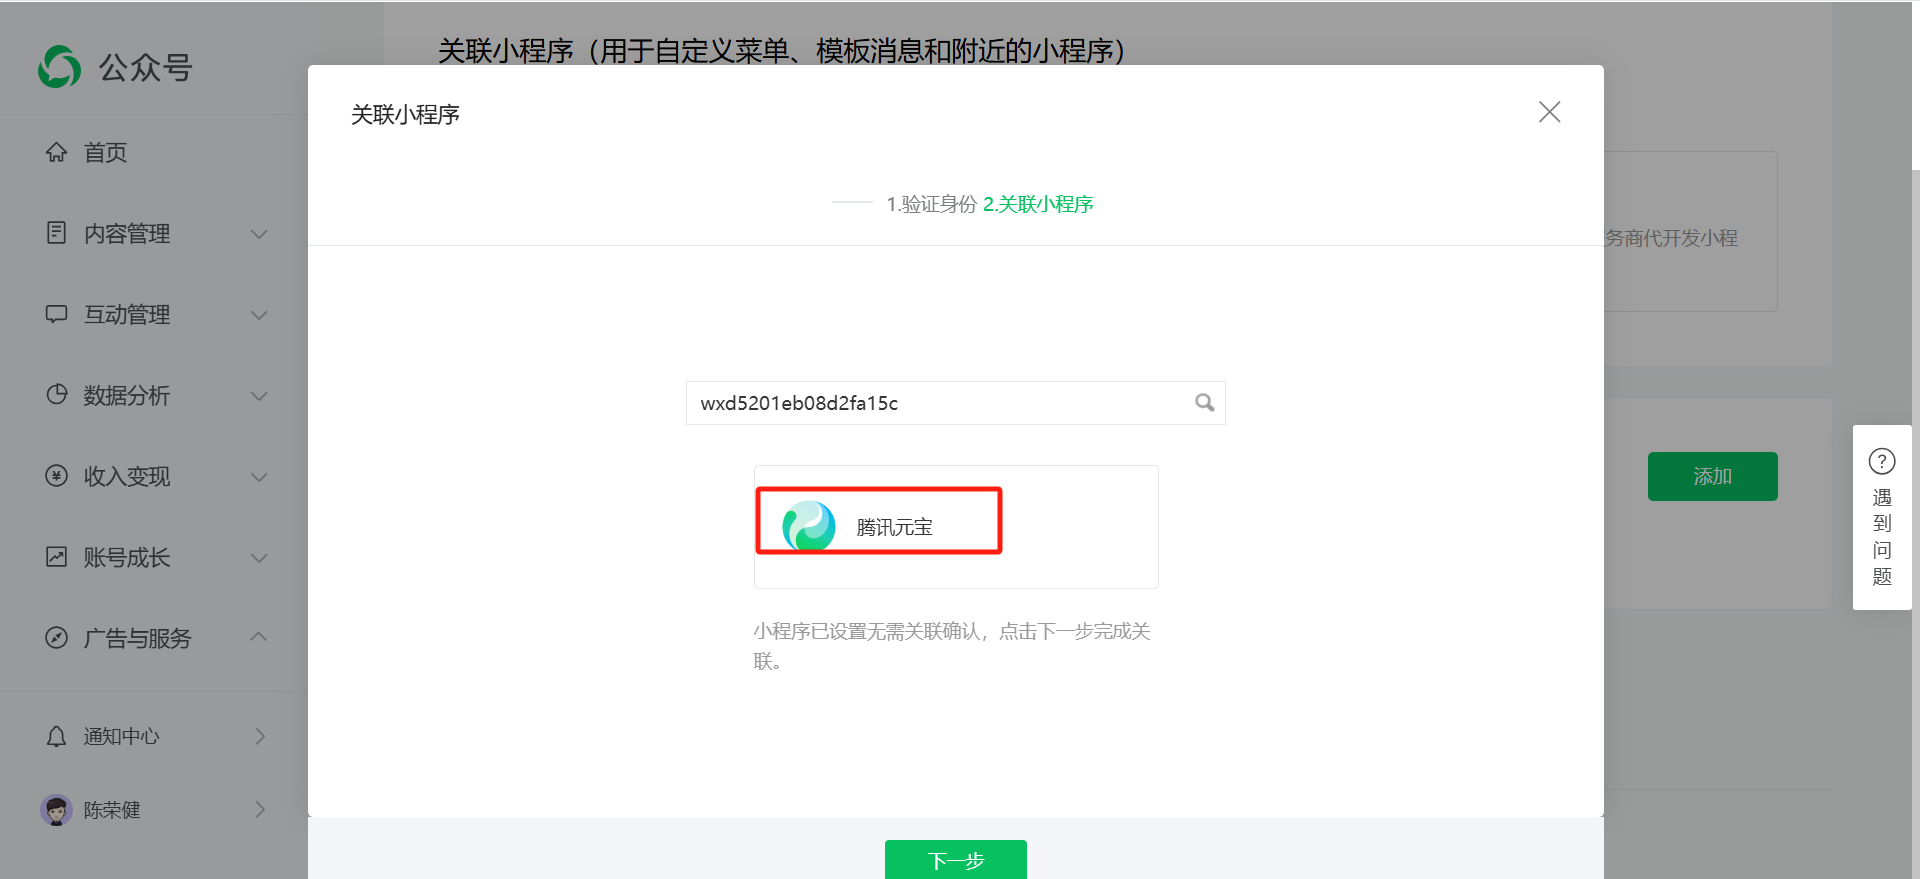 公众号
首页
内容管理
互动管理
数据分析
收入变现
账号成长
广告与服务
通知中心
陈荣健
关联小程序（用于自定义菜单、模板消息和附近的小程序）
关联小程序
1.验证身份 2.关联小程序
wxd5201eb08d2fa15c
腾讯元宝
小程序已设置无需关联确认，点击下一步完成关
联。
下一步
务商代开发小程
添加
遇
到
问
题